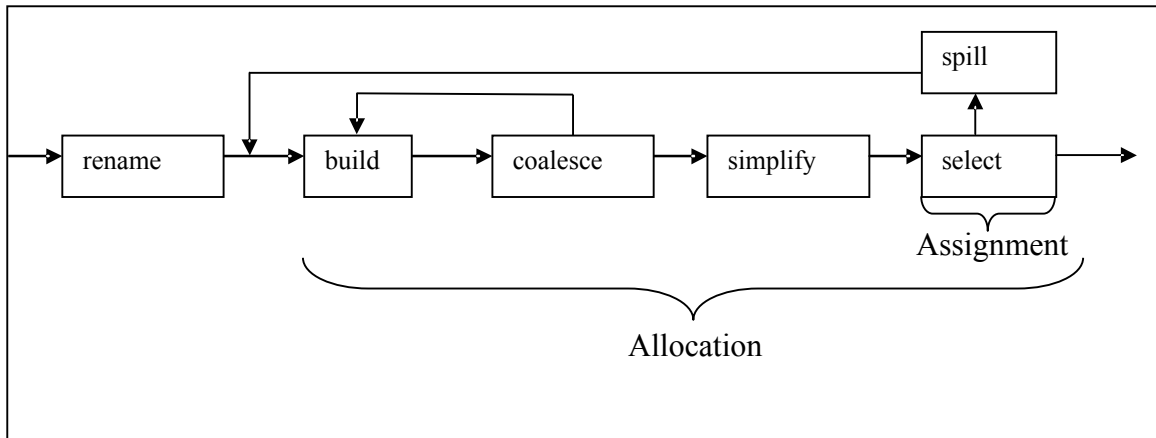 spill
rename
build
coalesce
simplify
select
Assignment
Allocation